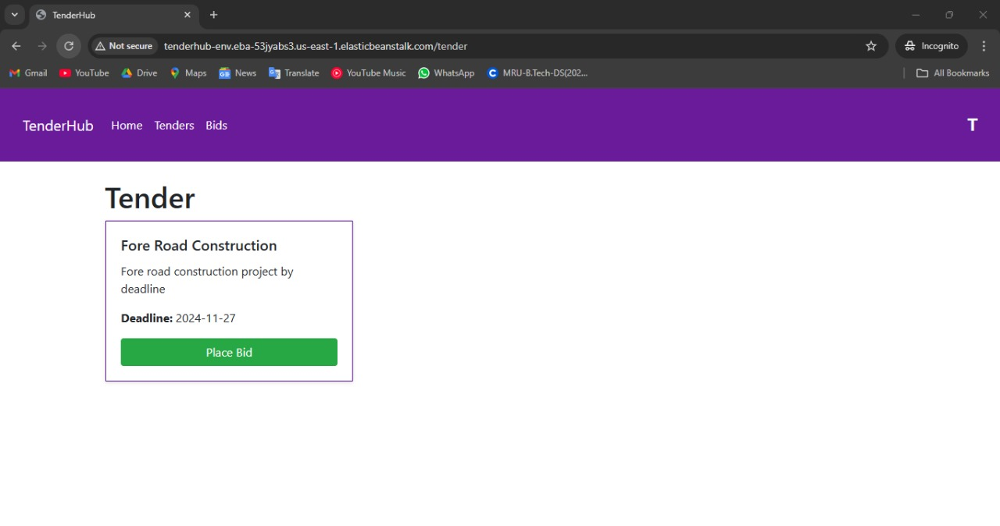 TenderHub
Not secure tenderhub-env.eba-53jyabs3.us-east-1.elasticbeanstalk.com/tender Incognito
Gmail YouTube Drive Maps News Translate YouTube Music WhatsApp MRU-B.Tech-DS(202... All Bookmarks
TenderHub Home Tenders Bids T
Tender
Fore Road Construction
Fore road construction project by
deadline
Deadline: 2024-11-27
Place Bid